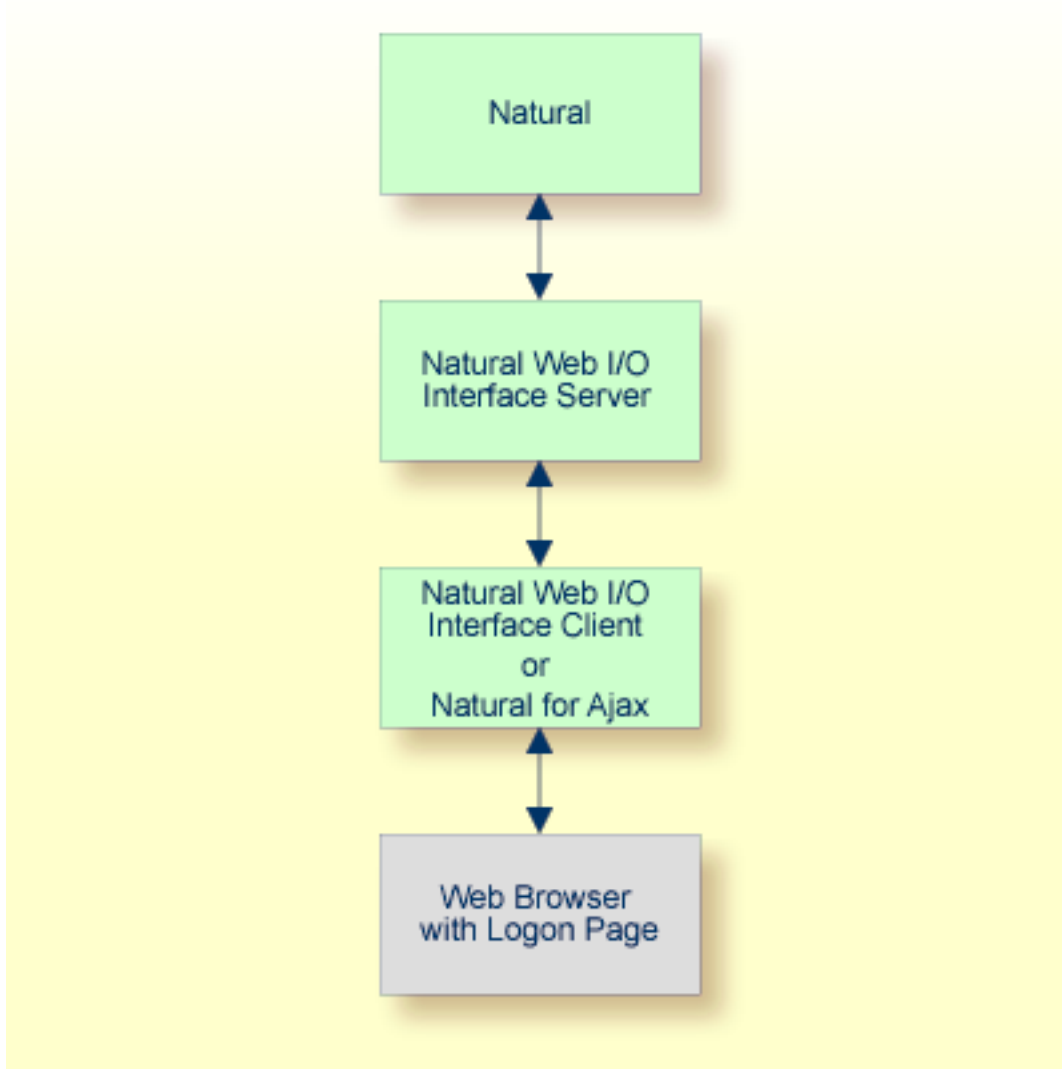 Natural
Natural Web I/O
Interface Server
Natural Web I/O
Interface Client
or
Natural for Ajax
Web Browser
with Logon Page